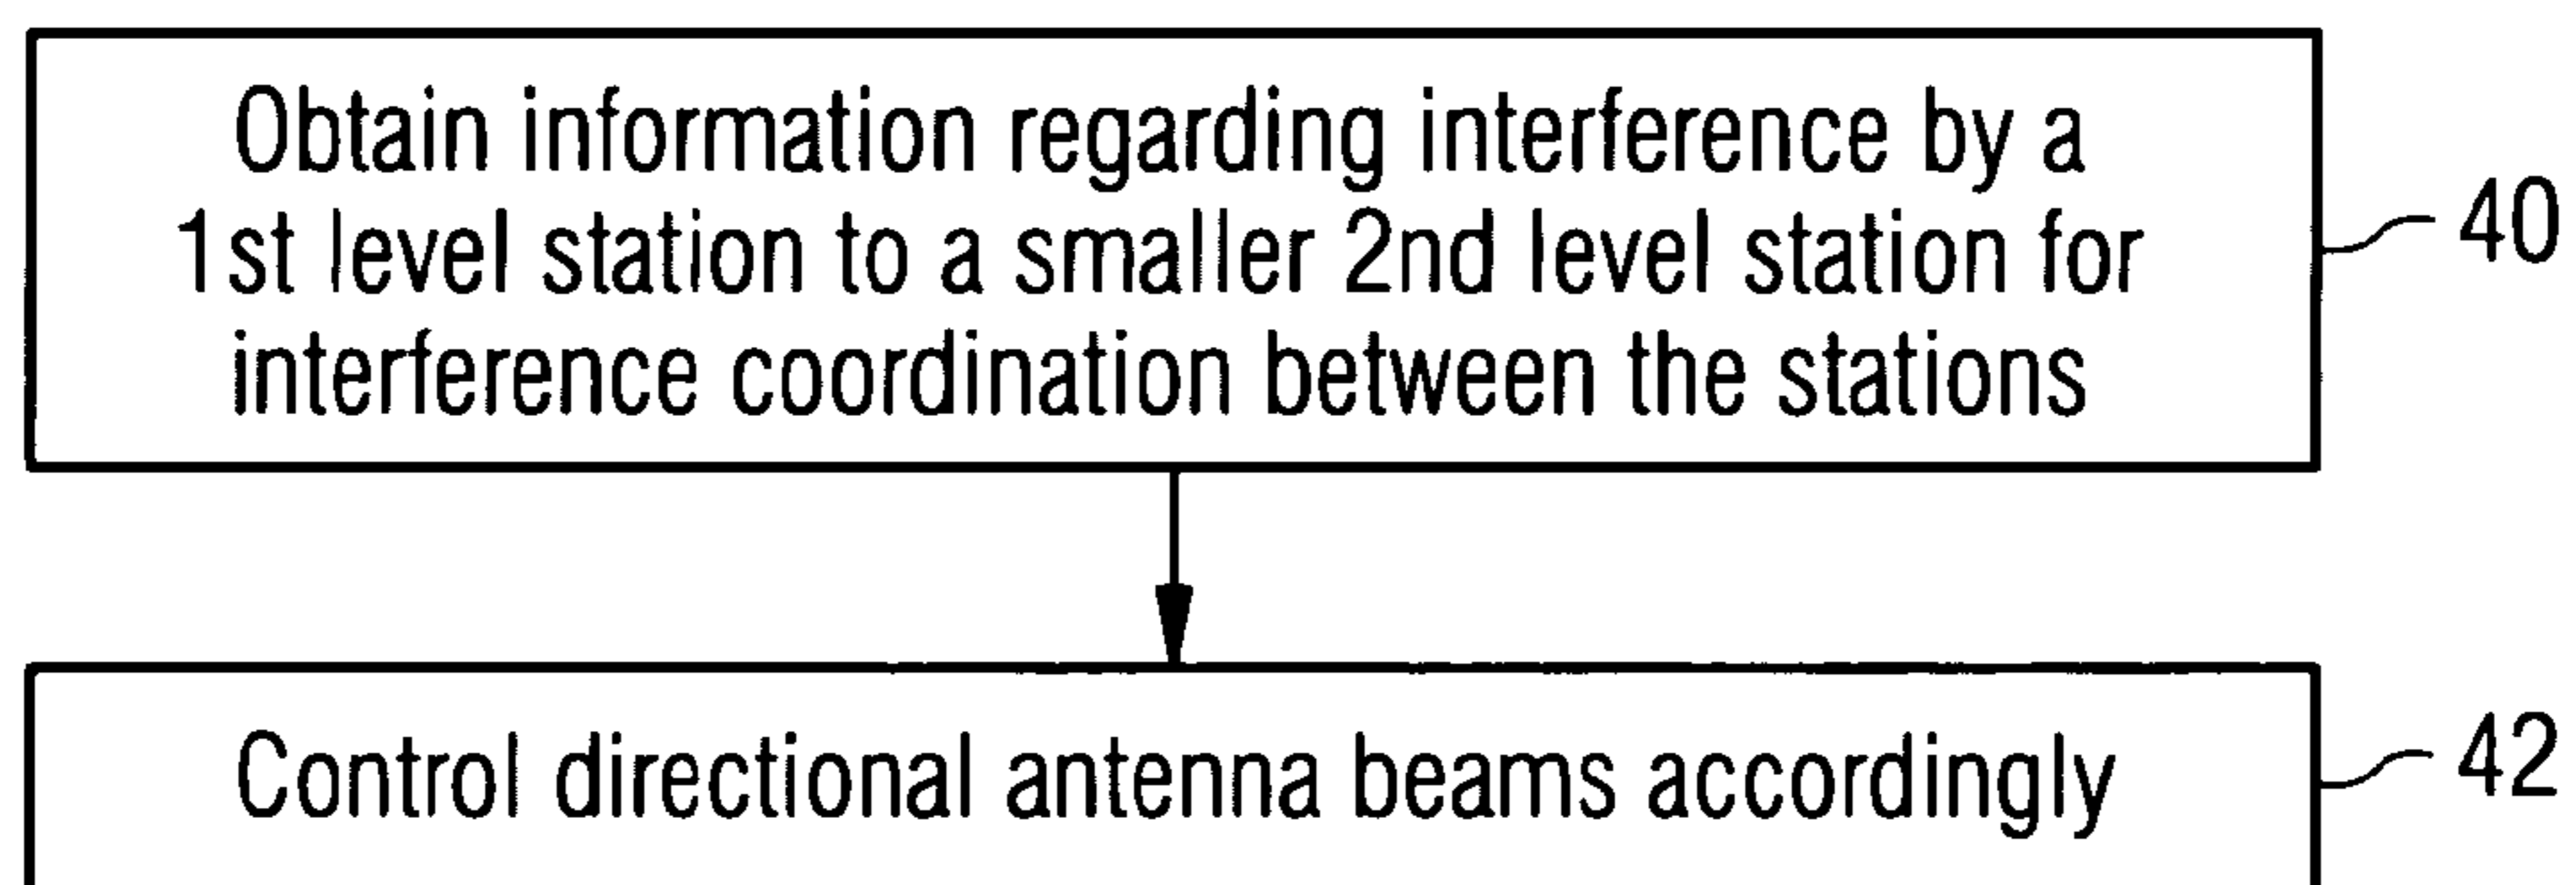 Obtain information regarding interference by a
1st level station to a smaller 2nd level station for
interference coordination between the stations
40
Control directional antenna beams accordingly
42